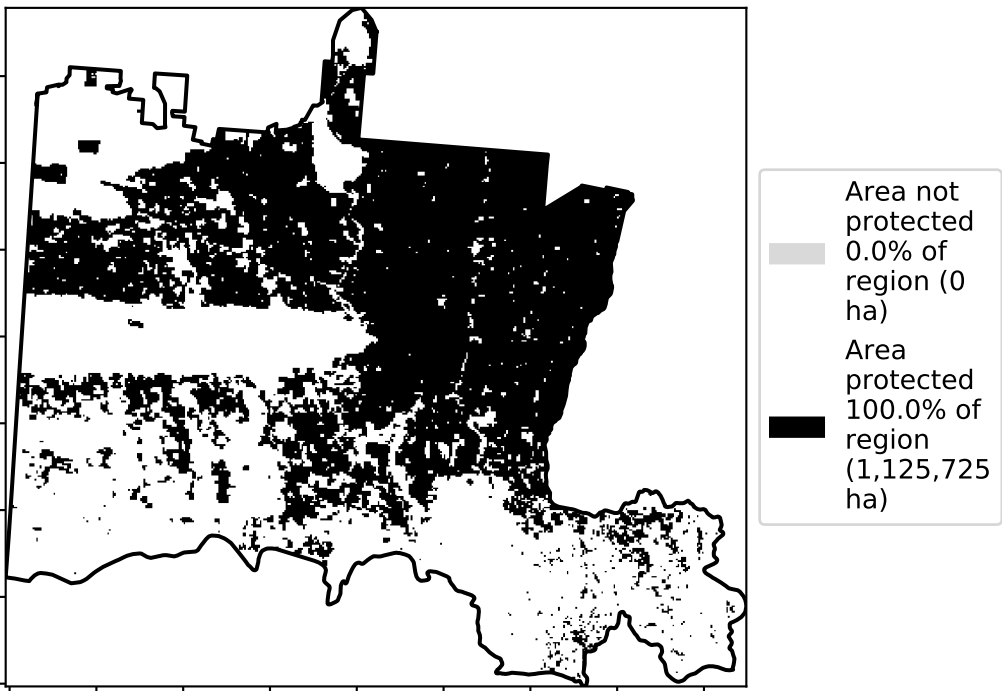 Area not
protected
0.0% of
region (0
ha)
Area
protected
100.0% of
region
(1,125,725
ha)